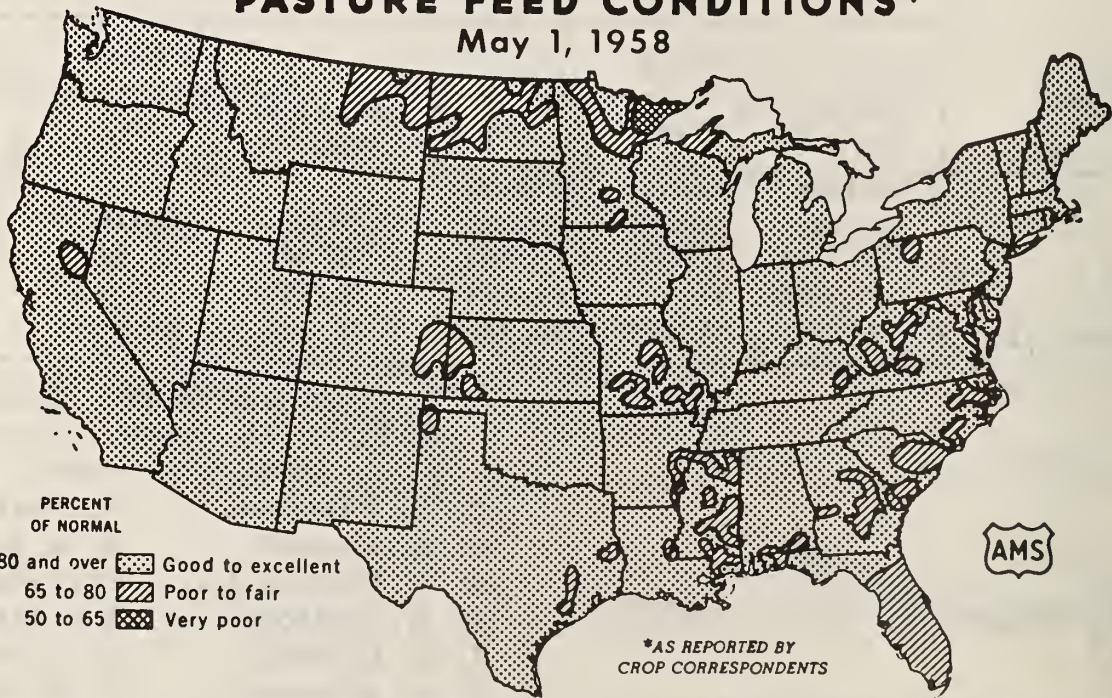 PASTURE FEED CONDITIONS*
May 1, 1958
PERCENT
OF NORMAL
80 and over Good to excellent
65 to 80 Poor to fair
50 to 65 Very poor
*AS REPORTED BY
CROP CORRESPONDENTS
AMS